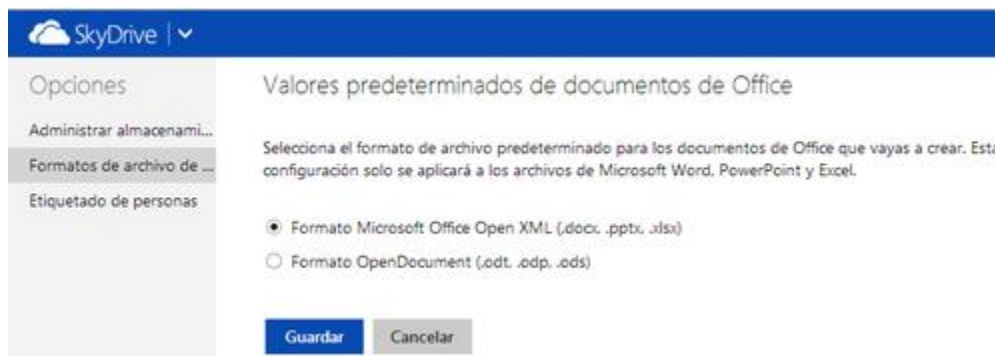 SkyDrive
Opciones
Administrar almacenami...
Formatos de archivo de ...
Etiquetado de personas
Valores predeterminados de documentos de Office
Selecciona el formato de archivo predeterminado para los documentos de Office que vayas a crear. Esta
configuración solo se aplicará a los archivos de Microsoft Word, PowerPoint y Excel.
Formato Microsoft Office Open XML (.docx, .pptx, .xlsx)
Formato OpenDocument (.odt, .odp, .ods)
Guardar
Cancelar